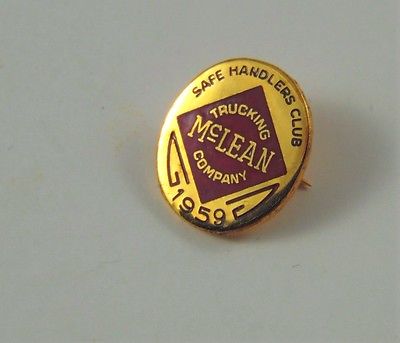 SAFE HANDLERS CLUB
TRUCKING
McLEAN
COMPANY
1959